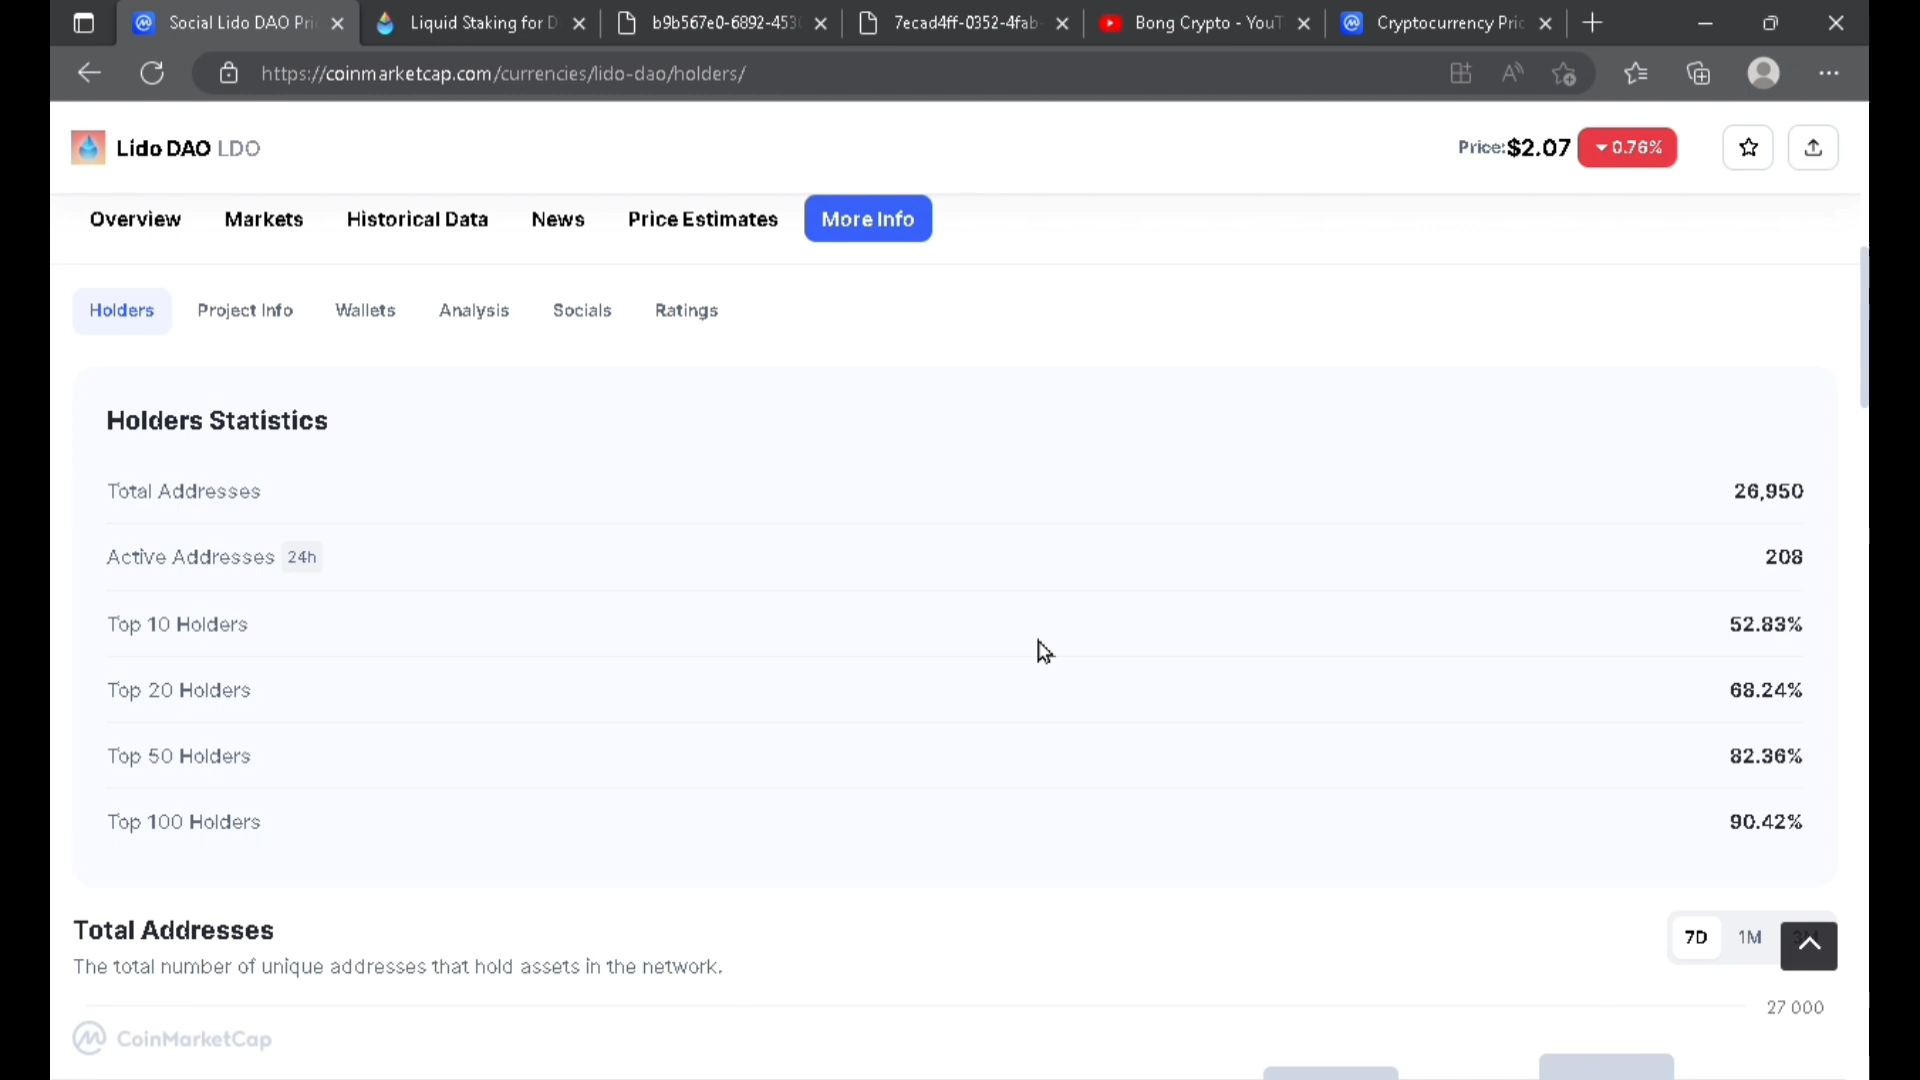 Social Lido DAO Pri
Liquid Staking for D
b9b567e0-6892-453
7ecad4ff-0352-4fab-
Bong Crypto - YouT
Cryptocurrency Pric
https://coinmarketcap.com/currencies/lido-dao/holders/
Lido DAO LDO
Price:$2.07 0.76%
Overview Markets Historical Data News Price Estimates More Info
Holders Project Info Wallets Analysis Socials Ratings
Holders Statistics
Total Addresses 26,950
Active Addresses 24h 208
Top 10 Holders 52.83%
Top 20 Holders 68.24%
Top 50 Holders 82.36%
Top 100 Holders 90.42%
Total Addresses
7D 1M
The total number of unique addresses that hold assets in the network.
27 000
CoinMarketCap